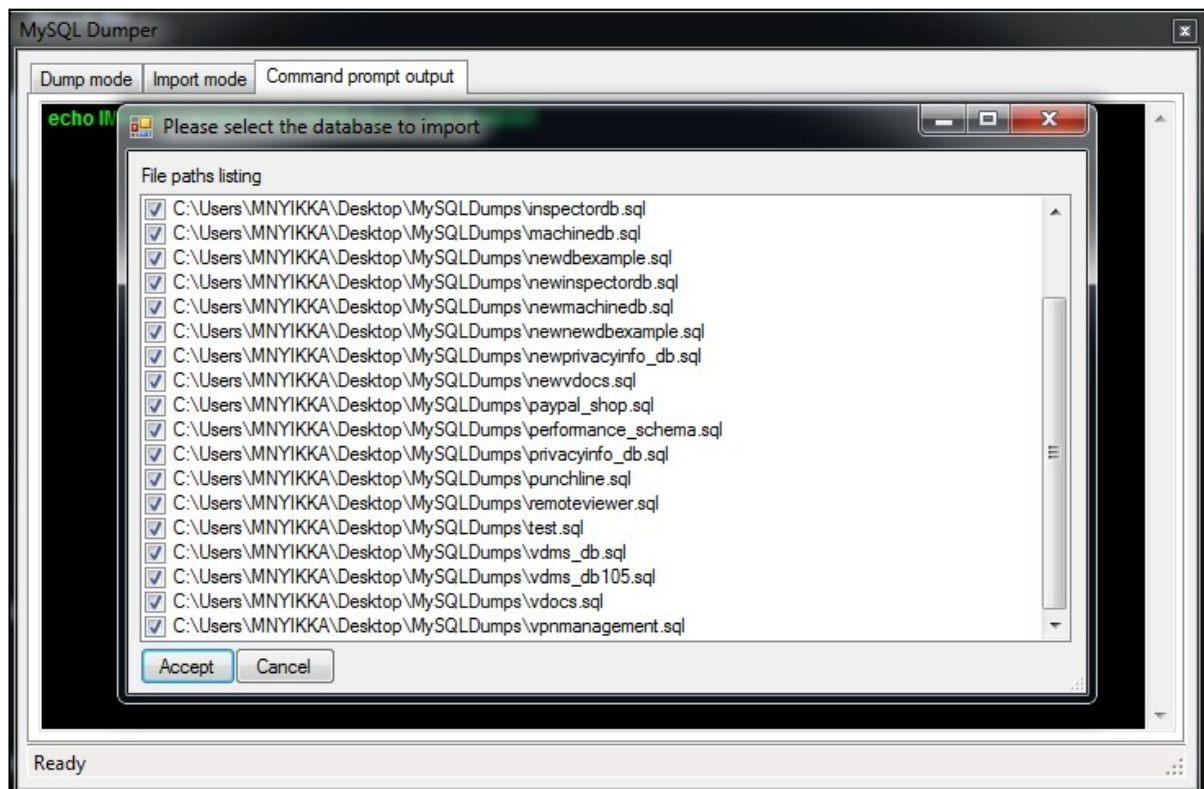 MySQL Dumper
Dump mode Import mode Command prompt output
echo
Please select the database to import
File paths listing
C:\Users\MNYIKKA\Desktop\MySQLDumps\inspectordb.sql
C:\Users\MNYIKKA\Desktop\MySQLDumps\machinedb.sql
C:\Users\MNYIKKA\Desktop\MySQLDumps\newdbexample.sql
C:\Users\MNYIKKA\Desktop\MySQLDumps\newinspectordb.sql
C:\Users\MNYIKKA\Desktop\MySQLDumps\newmachinedb.sql
C:\Users\MNYIKKA\Desktop\MySQLDumps\newnewdbexample.sql
C:\Users\MNYIKKA\Desktop\MySQLDumps\newprivacyinfo_db.sql
C:\Users\MNYIKKA\Desktop\MySQLDumps\newvdocs.sql
C:\Users\MNYIKKA\Desktop\MySQLDumps\paypal_shop.sql
C:\Users\MNYIKKA\Desktop\MySQLDumps\performance_schema.sql
C:\Users\MNYIKKA\Desktop\MySQLDumps\privacyinfo_db.sql
C:\Users\MNYIKKA\Desktop\MySQLDumps\punchline.sql
C:\Users\MNYIKKA\Desktop\MySQLDumps\remoteviewer.sql
C:\Users\MNYIKKA\Desktop\MySQLDumps\test.sql
C:\Users\MNYIKKA\Desktop\MySQLDumps\vdms_db.sql
C:\Users\MNYIKKA\Desktop\MySQLDumps\vdms_db105.sql
C:\Users\MNYIKKA\Desktop\MySQLDumps\vdocs.sql
C:\Users\MNYIKKA\Desktop\MySQLDumps\vpnmanagement.sql
Accept Cancel
Ready